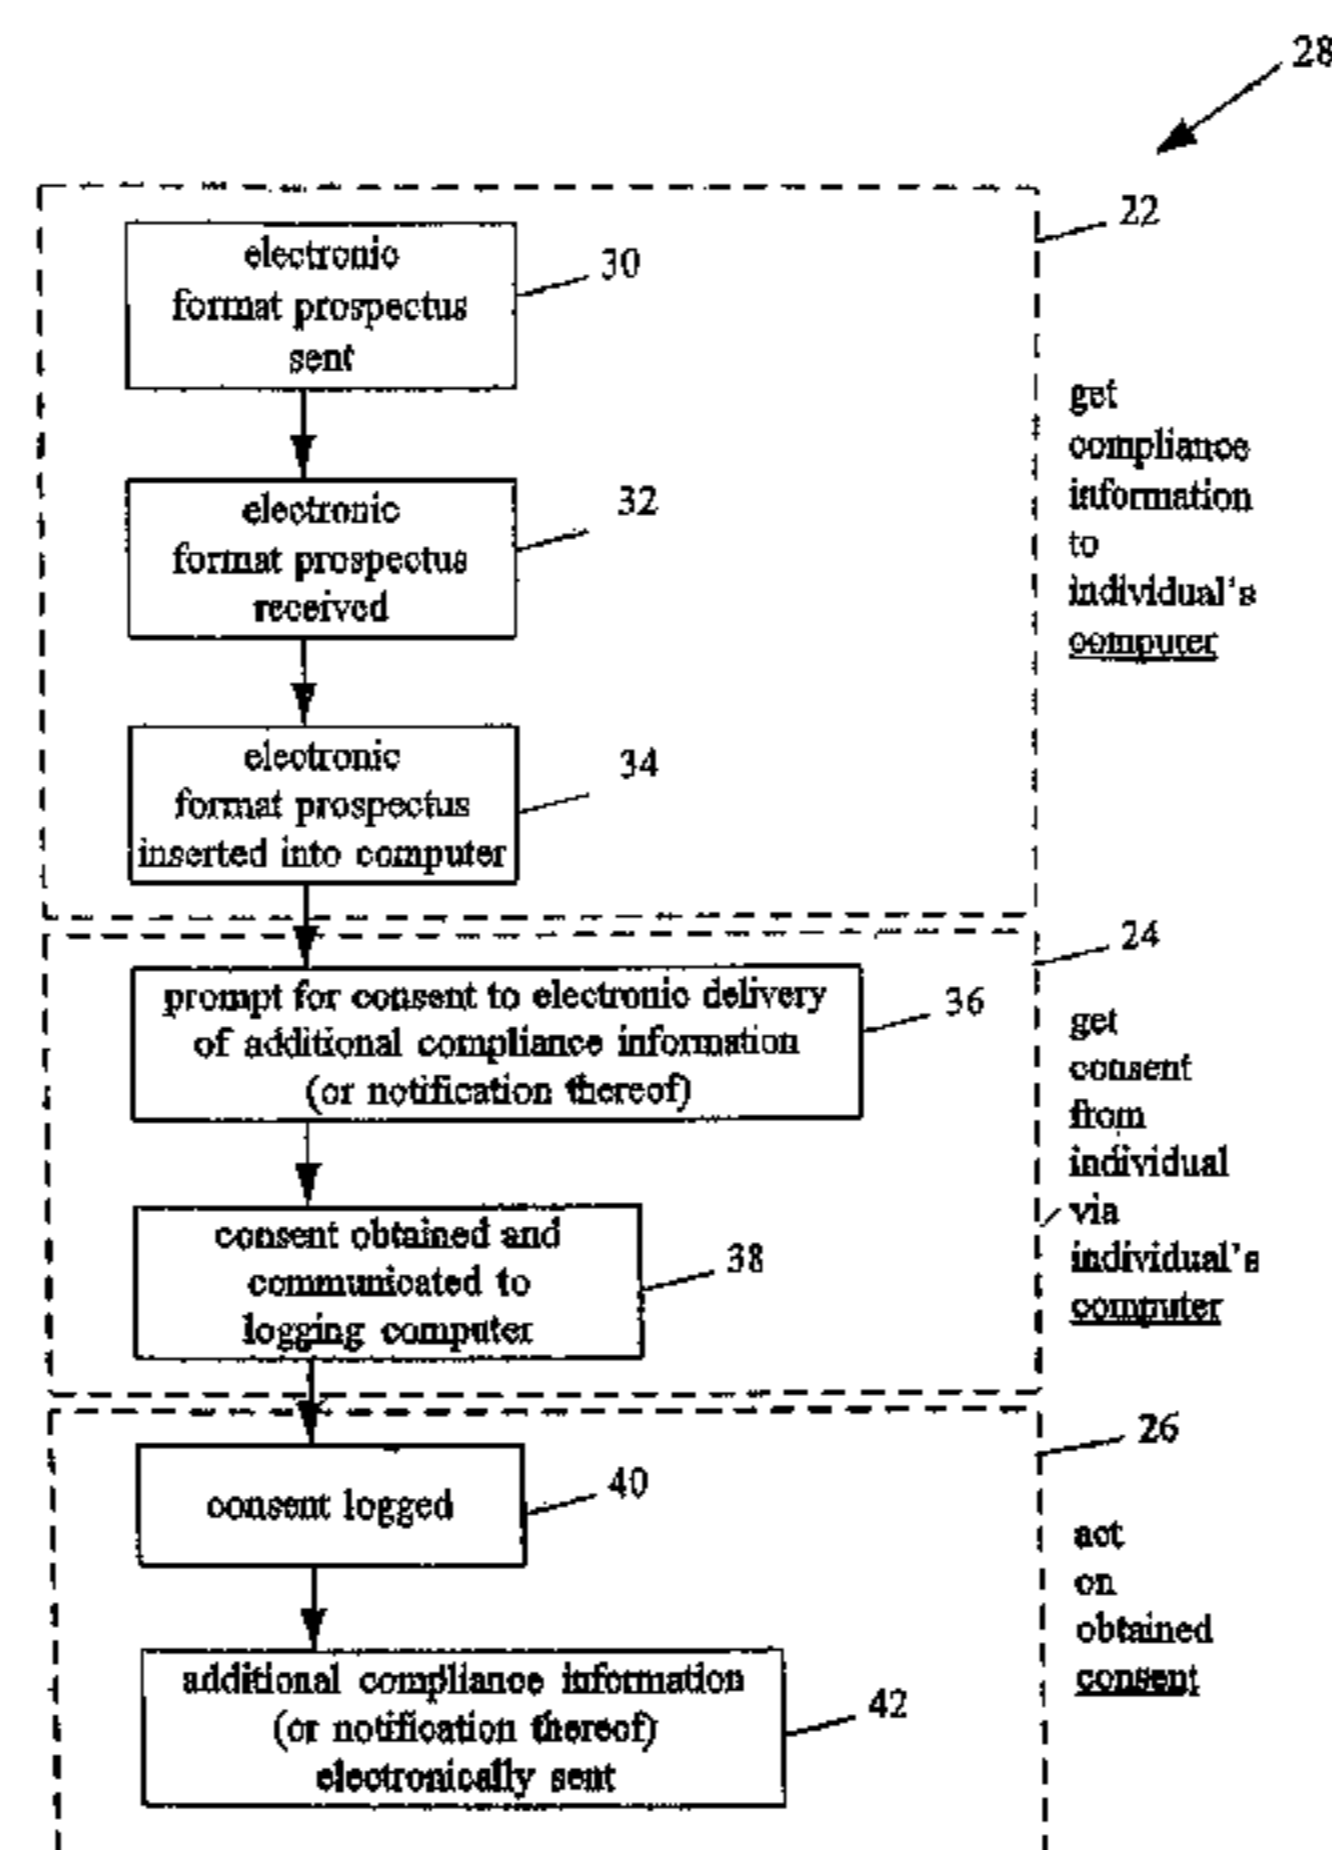 28
22
electronic
format prospectus
sent
30
get
compliance
information
to
individual's
computer
electronic
format prospectus
received
32
electronic
format prospectus
inserted into computer
34
24
prompt for consent to electronic delivery
of additional compliance information
(or notification thereof)
36
get
consent
from
individual
via
individual's
computer
consent obtained and
communicated to
logging computer
38
26
consent logged
40
act
on
obtained
consent
additional compliance information
(or notification thereof)
electronically sent
42